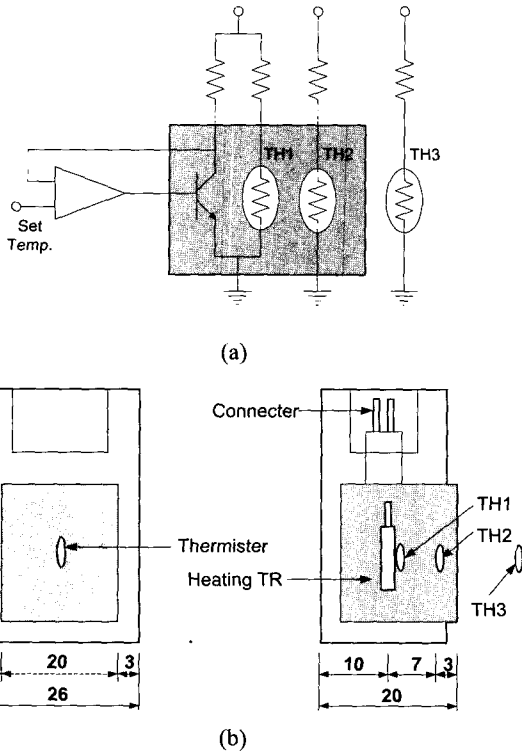 TH1
TH2
TH3
Set
Temp.
(a)
Connecter
Thermister
Heating TR
TH1
TH2
TH3
20
3
26
10
7
3
20
(b)